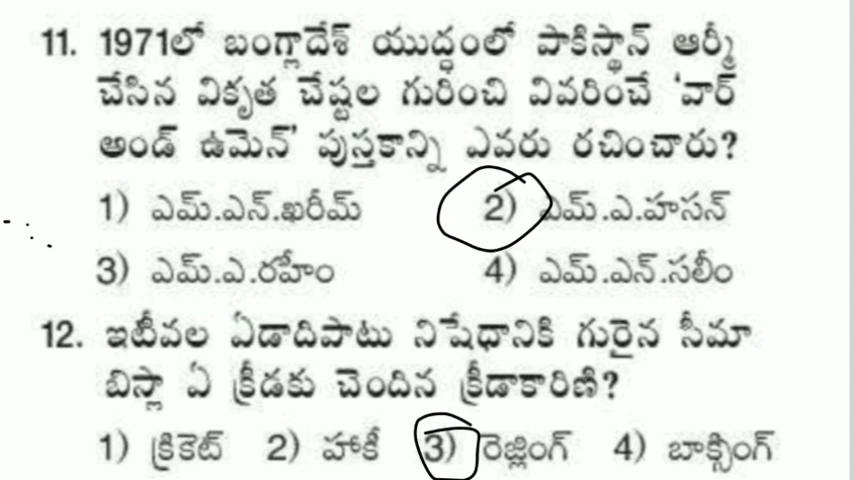 11. 1971లో బంగ్లాదేశ్ యుద్ధంలో పాకిస్థాన్ ఆర్మీ
చేసిన వికృత చేష్టల గురించి వివరించే 'వార్
అండ్ ఉమెన్' పుస్తకాన్ని ఎవరు రచించారు?
1) ఎమ్.ఎన్.ఖరీమ్ 2) ఎమ్.ఎ.హసన్
3) ఎమ్.ఎ.రహీం 4) ఎమ్.ఎన్.సలీం
12. ఇటీవల ఏడాదిపాటు నిషేధానికి గురైన సీమా
బిస్లా ఏ క్రీడకు చెందిన క్రీడాకారిణి?
1) క్రికెట్ 2) హాకీ 3) రెజ్లింగ్ 4) బాక్సింగ్